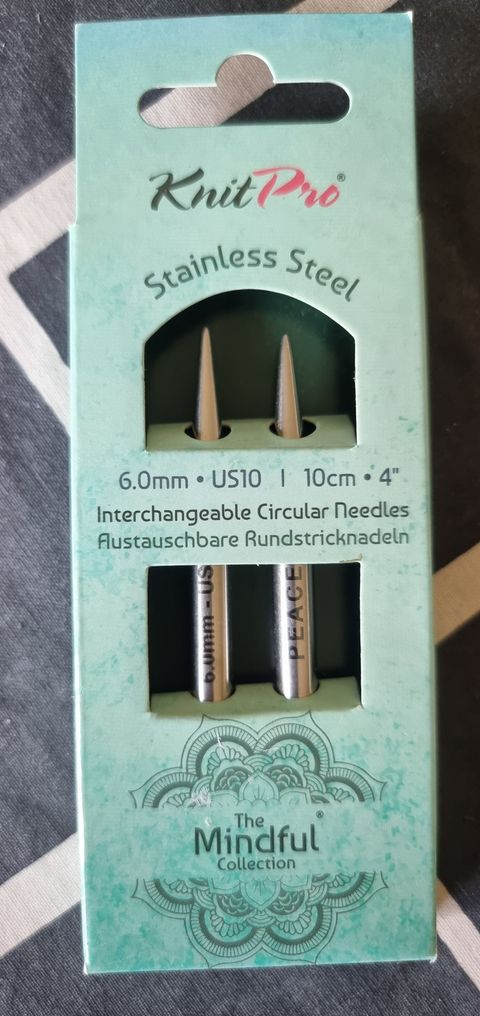 KnitPro®
Stainless Steel
6.0mm • US10 | 10cm • 4"
Interchangeable Circular Needles
Austauschbare Rundstricknadeln
6.0mm - US
PEACE
The
Mindful®
Collection